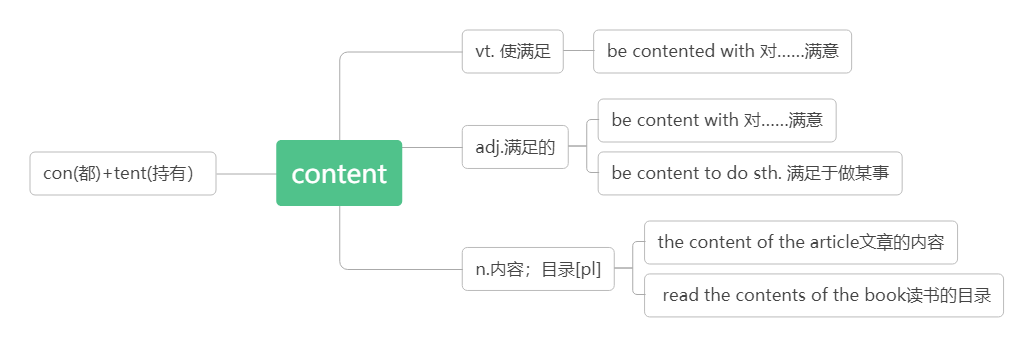 con(都)+tent(持有)
content
vt. 使满足
be contented with 对……满意
adj.满足的
be content with 对……满意
be content to do sth. 满足于做某事
n.内容；目录[pl]
the content of the article文章的内容
read the contents of the book读书的目录